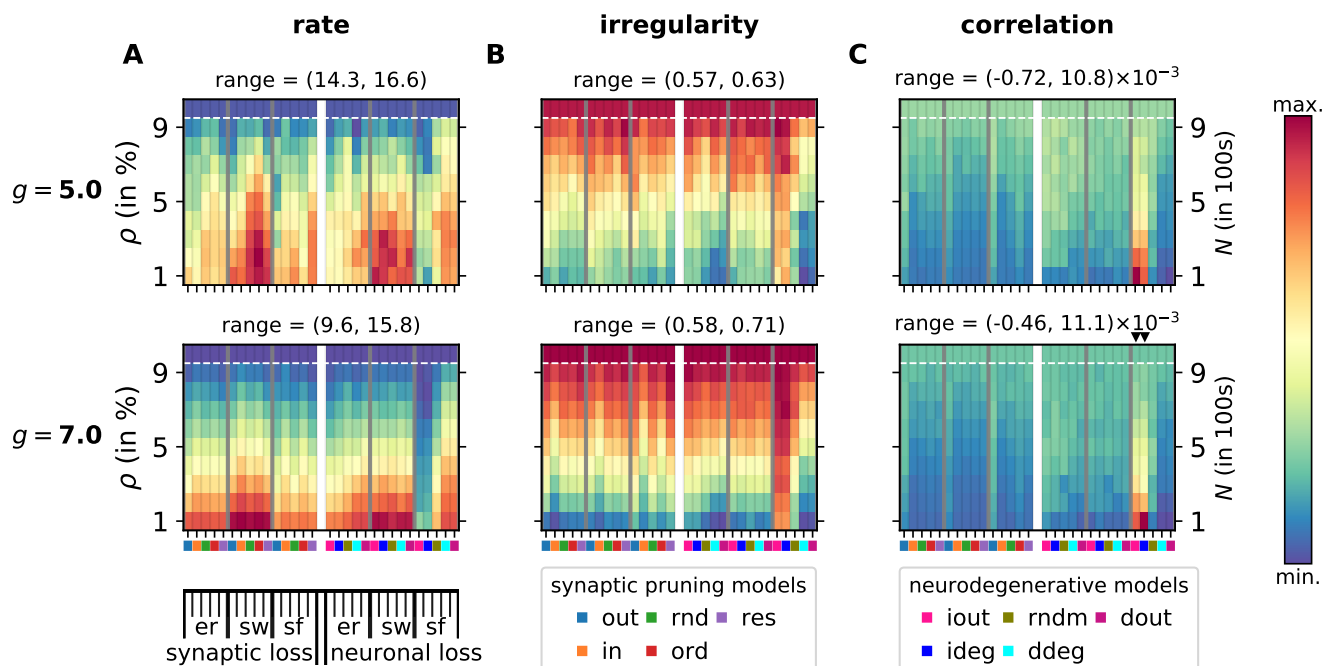 rate irregularity correlation
A B C
range = (14.3, 16.6) range = (0.57, 0.63) range = (-0.72, 10.8)×10⁻³
max.
g = 5.0
ρ (in %)
9
5
1
9
5
1
N (in 100s)
range = (9.6, 15.8) range = (0.58, 0.71) range = (-0.46, 11.1)×10⁻³
g = 7.0
ρ (in %)
9
5
1
9
5
1
N (in 100s)
min.
er sw sf er sw sf
synaptic loss neuronal loss
synaptic pruning models
out rnd res
in ord
neurodegenerative models
iout rndm dout
ideg ddeg